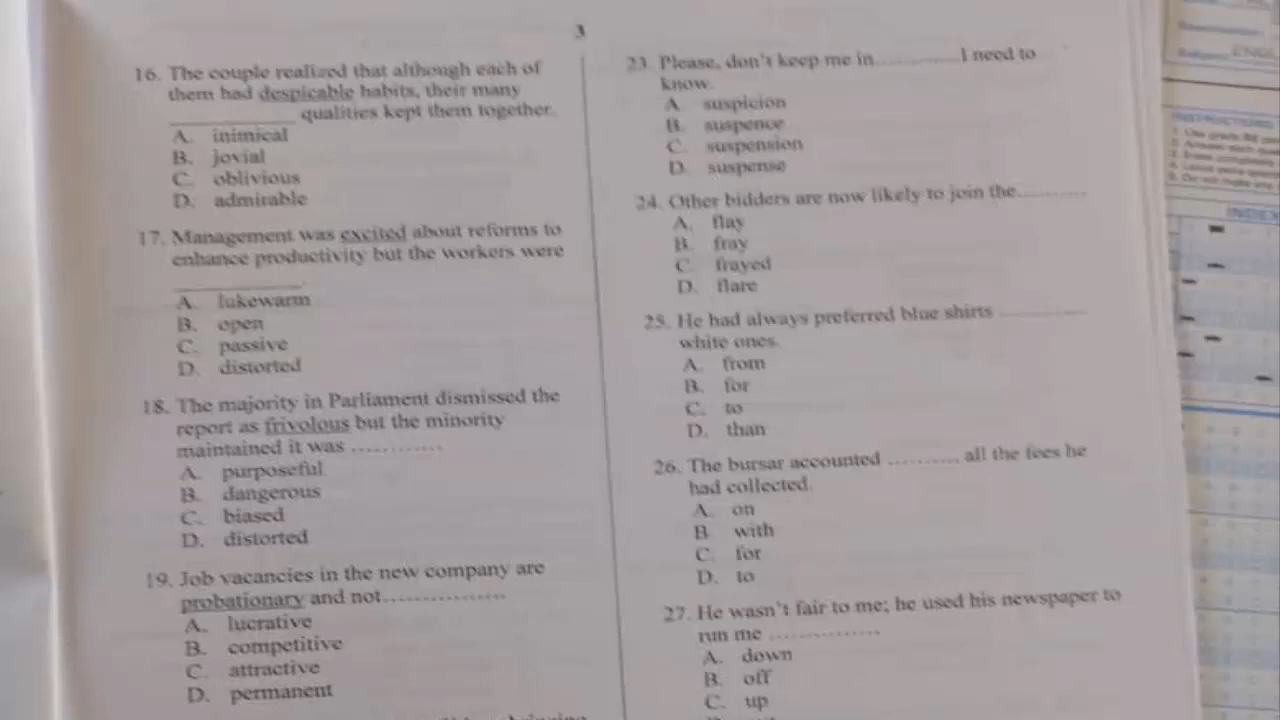 3
16. The couple realized that although each of
them had despicable habits, their many
____________ qualities kept them together.
A. inimical
B. jovial
C. oblivious
D. admirable
17. Management was excited about reforms to
enhance productivity but the workers were
____________
A. lukewarm
B. open
C. passive
D. distorted
18. The majority in Parliament dismissed the
report as frivolous but the minority
maintained it was ............
A. purposeful
B. dangerous
C. biased
D. distorted
19. Job vacancies in the new company are
probationary and not................
A. lucrative
B. competitive
C. attractive
D. permanent
23. Please, don't keep me in............I need to
know.
A. suspicion
B. suspence
C. suspension
D. suspense
24. Other bidders are now likely to join the..........
A. flay
B. fray
C. frayed
D. flare
25. He had always preferred blue shirts ............
white ones.
A. from
B. for
C. to
D. than
26. The bursar accounted .......... all the fees he
had collected.
A. on
B. with
C. for
D. to
27. He wasn't fair to me; he used his newspaper to
run me ..............
A. down
B. off
C. up
INSTRUCTIONS
INDEX